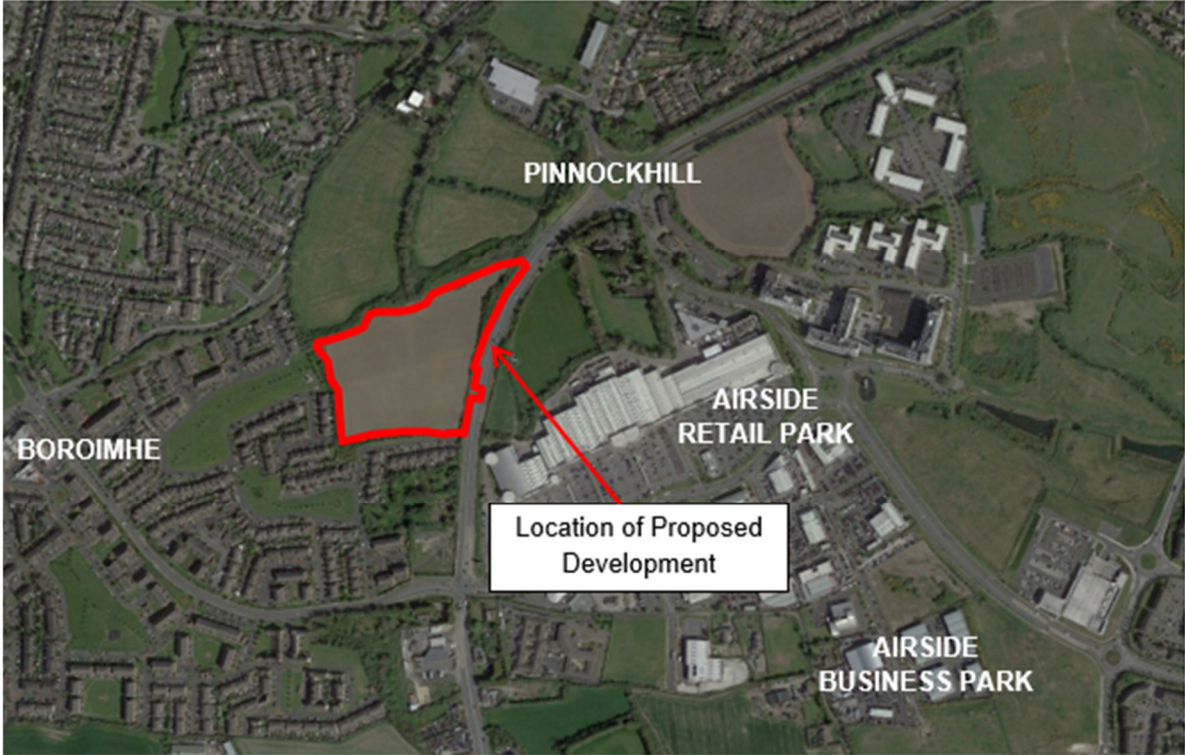 PINNOCKHILL
AIRSIDE
RETAIL PARK
BOROIMHE
Location of Proposed
Development
AIRSIDE
BUSINESS PARK